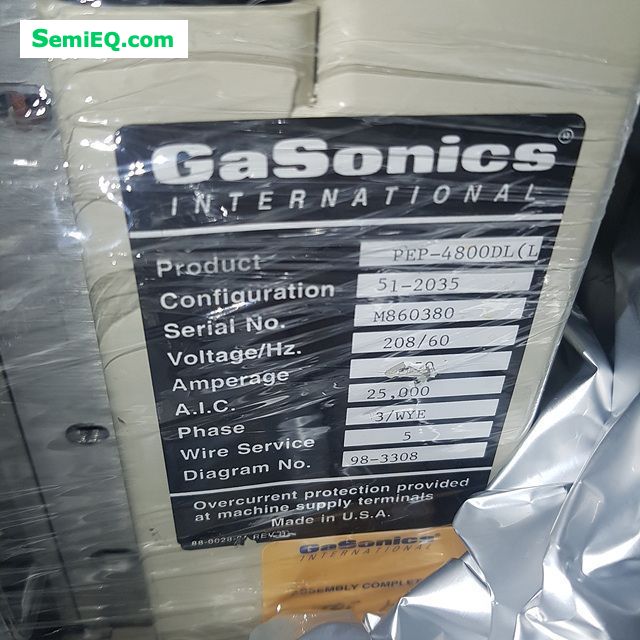 SemiEQ.com
GaSonics®
INTERNATIONAL
Product PEP-4800DL(L
Configuration 51-2035
Serial No. M860380
Voltage/Hz. 208/60
Amperage
A.I.C. 25,000
Phase 3/WYE
Wire Service 5
Diagram No. 98-3308
Overcurrent protection provided
at machine supply terminals
Made in U.S.A.
GaSonics
INTERNATIONAL
ASSEMBLY